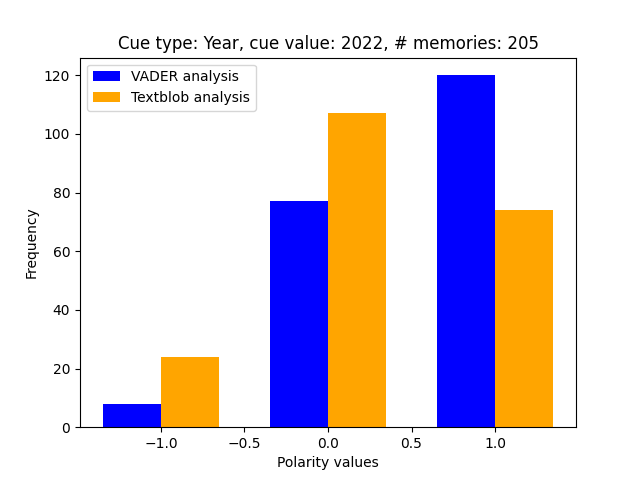 Cue type: Year, cue value: 2022, # memories: 205
VADER analysis
Textblob analysis
120
100
80
60
40
20
0
Frequency
−1.0
−0.5
0.0
0.5
1.0
Polarity values